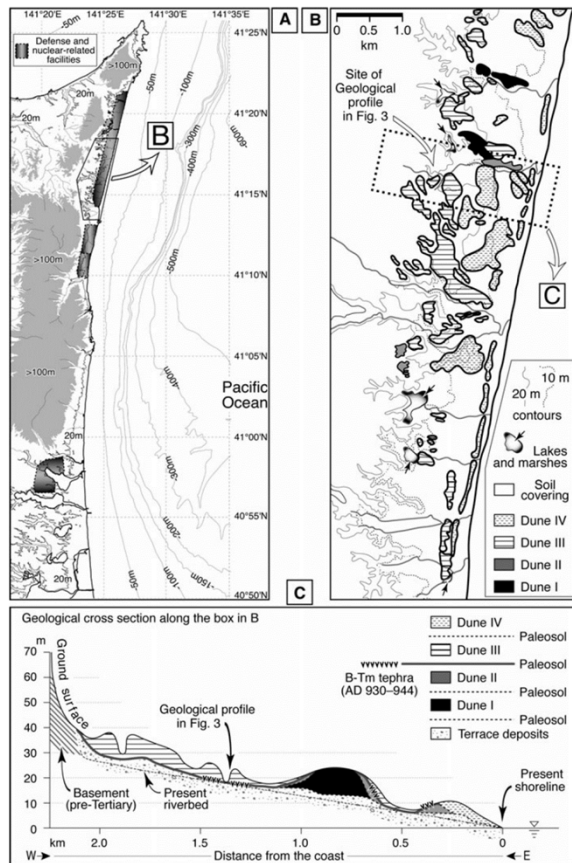 141°20'E 141°25'E 141°30'E 141°35'E
-50m
Defense and
nuclear-related
facilities
>100m
20m
20m
-50m
-100m
-300m
-400m
-600m
41°20'N
B
41°15'N
-500m
41°10'N
>100m
>100m
41°05'N
-400m
Pacific
Ocean
41°00'N
20m
-300m
40°55'N
-200m
20m
-50m
-100m
-150m
40°50'N
A
B
0 0.5 1.0
km
Site of
Geological
profile
in Fig. 3
C
10 m
20 m
contours
Lakes
and marshes
Soil
covering
Dune IV
Dune III
Dune II
Dune I
C
Geological cross section along the box in B
m
70
60
50
40
30
20
10
0
Ground surface
Geological
profile
in Fig. 3
B-Tm tephra
(AD 930–944)
Dune IV
Paleosol
Dune III
Paleosol
Dune II
Paleosol
Dune I
Paleosol
Terrace deposits
Basement
(pre-Tertiary)
Present
riverbed
Present
shoreline
km 2.0 1.5 1.0 0.5 0
W Distance from the coast E